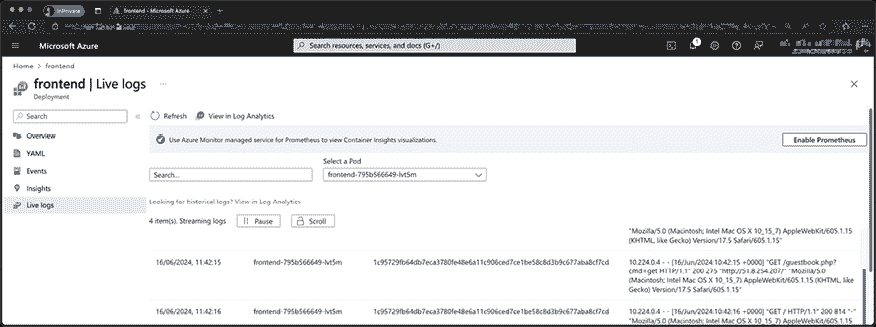 InPrivate
frontend - Microsoft Azure
Microsoft Azure
Search resources, services, and docs (G+/)
1
Home > frontend
frontend | Live logs ...
Deployment
Search
Refresh
View in Log Analytics
Overview
YAML
Events
Insights
Live logs
Use Azure Monitor managed service for Prometheus to view Container Insights visualizations.
Enable Prometheus
Select a Pod
Search...
frontend-795b566649-lvt5m
Looking for historical logs? View in Log Analytics
4 item(s). Streaming logs
Pause
Scroll
"Mozilla/5.0 (Macintosh; Intel Mac OS X 10_15_7) AppleWebKit/605.1.15
(KHTML, like Gecko) Version/17.5 Safari/605.1.15"
16/06/2024, 11:42:15
frontend-795b566649-lvt5m
1c95729fb64db7eca3780fe48e6a11c906ced7ce1be58c8d3b9c677aba8cf7cd
10.224.0.4 - - [16/Jun/2024:10:42:15 +0000] "GET /guestbook.php?
cmd=get HTTP/1.1" 200 275 "http://51.8.254.207/" "Mozilla/5.0
(Macintosh; Intel Mac OS X 10_15_7) AppleWebKit/605.1.15 (KHTML, like
Gecko) Version/17.5 Safari/605.1.15"
16/06/2024, 11:42:16
frontend-795b566649-lvt5m
1c95729fb64db7eca3780fe48e6a11c906ced7ce1be58c8d3b9c677aba8cf7cd
10.224.0.4 - - [16/Jun/2024:10:42:16 +0000] "GET / HTTP/1.1" 200 814 "-"
"Mozilla/5.0 (Macintosh; Intel Mac OS X 10_15_7) AppleWebKit/605.1.15